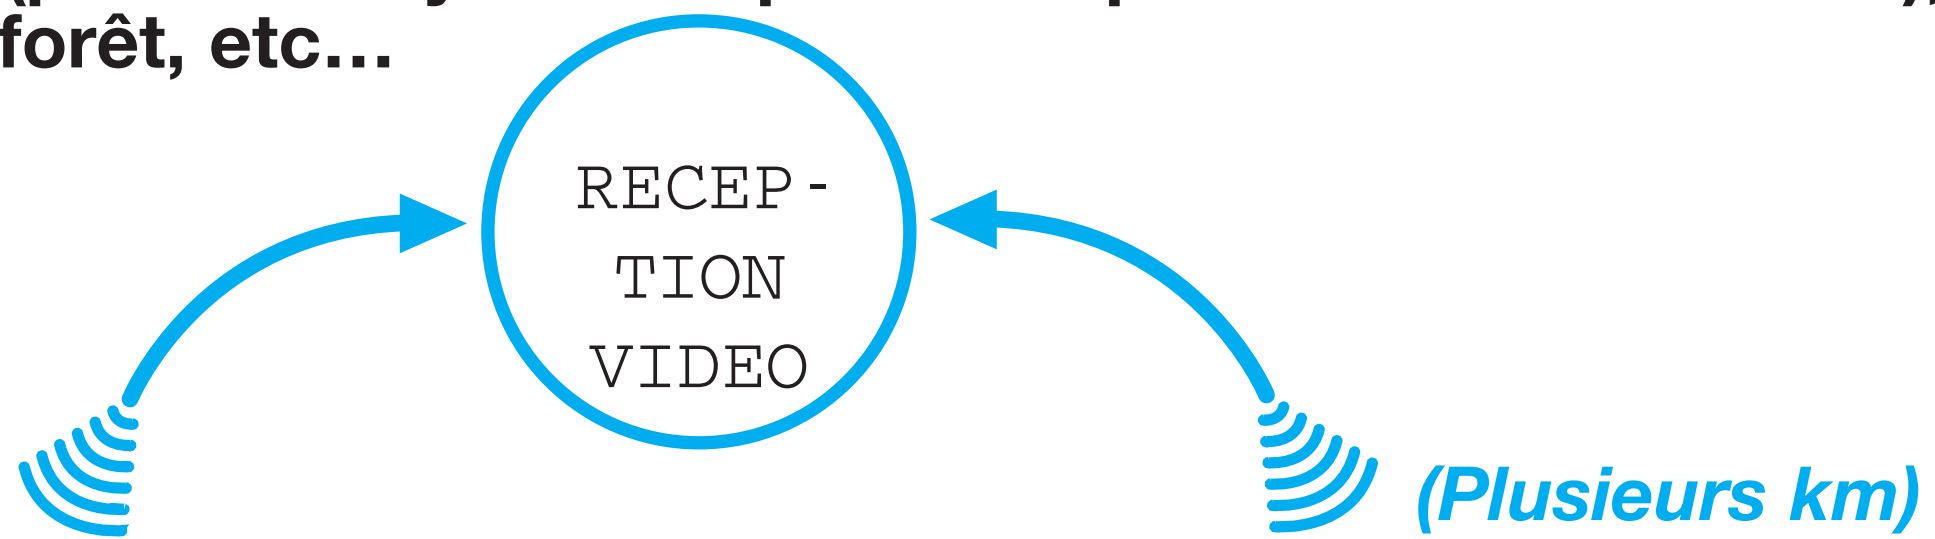 forêt, etc…
RECEP-
TION
VIDEO
(Plusieurs km)